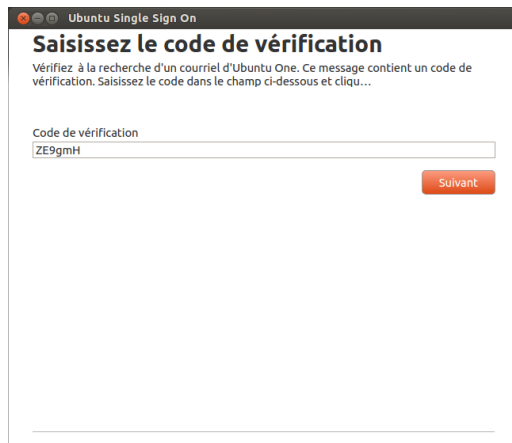 Ubuntu Single Sign On
Saisissez le code de vérification
Vérifiez à la recherche d'un courriel d'Ubuntu One. Ce message contient un code de
vérification. Saisissez le code dans le champ ci-dessous et cliqu…
Code de vérification
ZE9gmH
Suivant